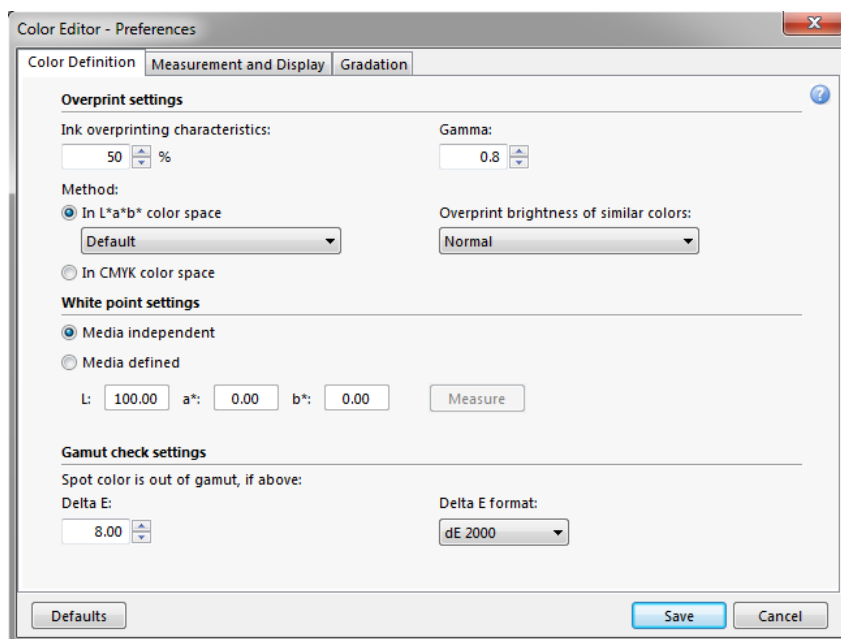 Color Editor - Preferences
Color Definition Measurement and Display Gradation
Overprint settings
Ink overprinting characteristics: Gamma:
50 % 0.8
Method:
In L*a*b* color space Overprint brightness of similar colors:
Default Normal
In CMYK color space
White point settings
Media independent
Media defined
L: 100.00 a*: 0.00 b*: 0.00 Measure
Gamut check settings
Spot color is out of gamut, if above:
Delta E: Delta E format:
8.00 dE 2000
Defaults Save Cancel